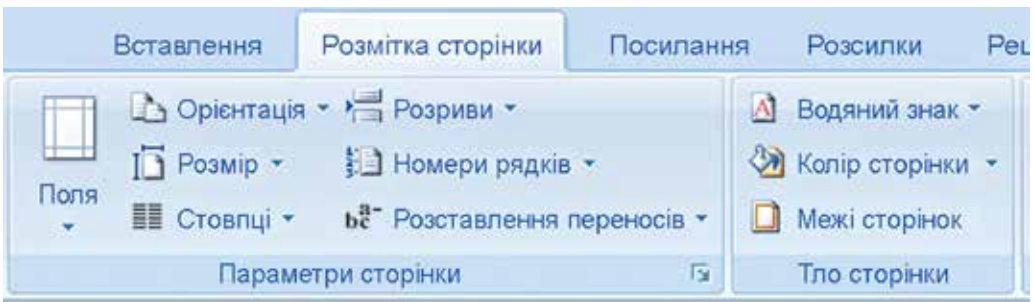 Вставлення Розмітка сторінки Посилання Розсилки
Орієнтація Розриви Водяний знак
Розмір Номери рядків Колір сторінки
Поля
Стовпці Розставлення переносів Межі сторінок
Параметри сторінки Тло сторінки